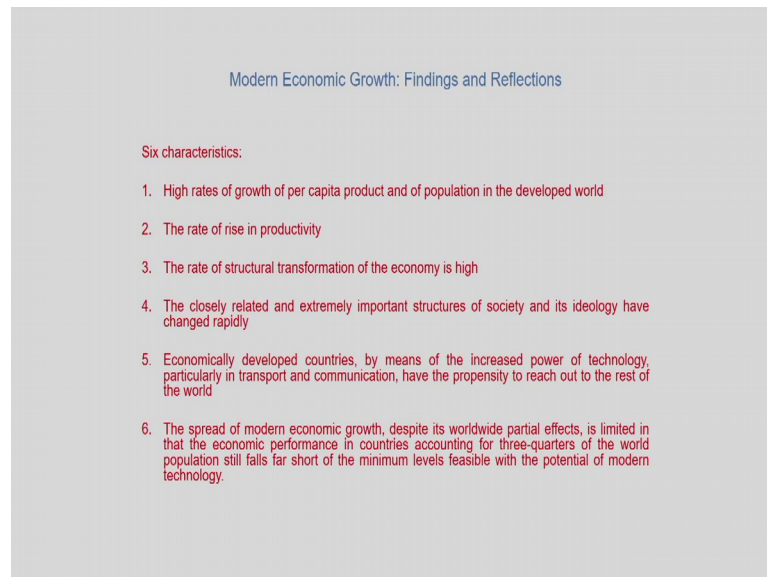 Modern Economic Growth: Findings and Reflections
Six characteristics:
1. High rates of growth of per capita product and of population in the developed world
2. The rate of rise in productivity
3. The rate of structural transformation of the economy is high
4. The closely related and extremely important structures of society and its ideology have
changed rapidly
5. Economically developed countries, by means of the increased power of technology,
particularly in transport and communication, have the propensity to reach out to the rest of
the world
6. The spread of modern economic growth, despite its worldwide partial effects, is limited in
that the economic performance in countries accounting for three-quarters of the world
population still falls far short of the minimum levels feasible with the potential of modern
technology.